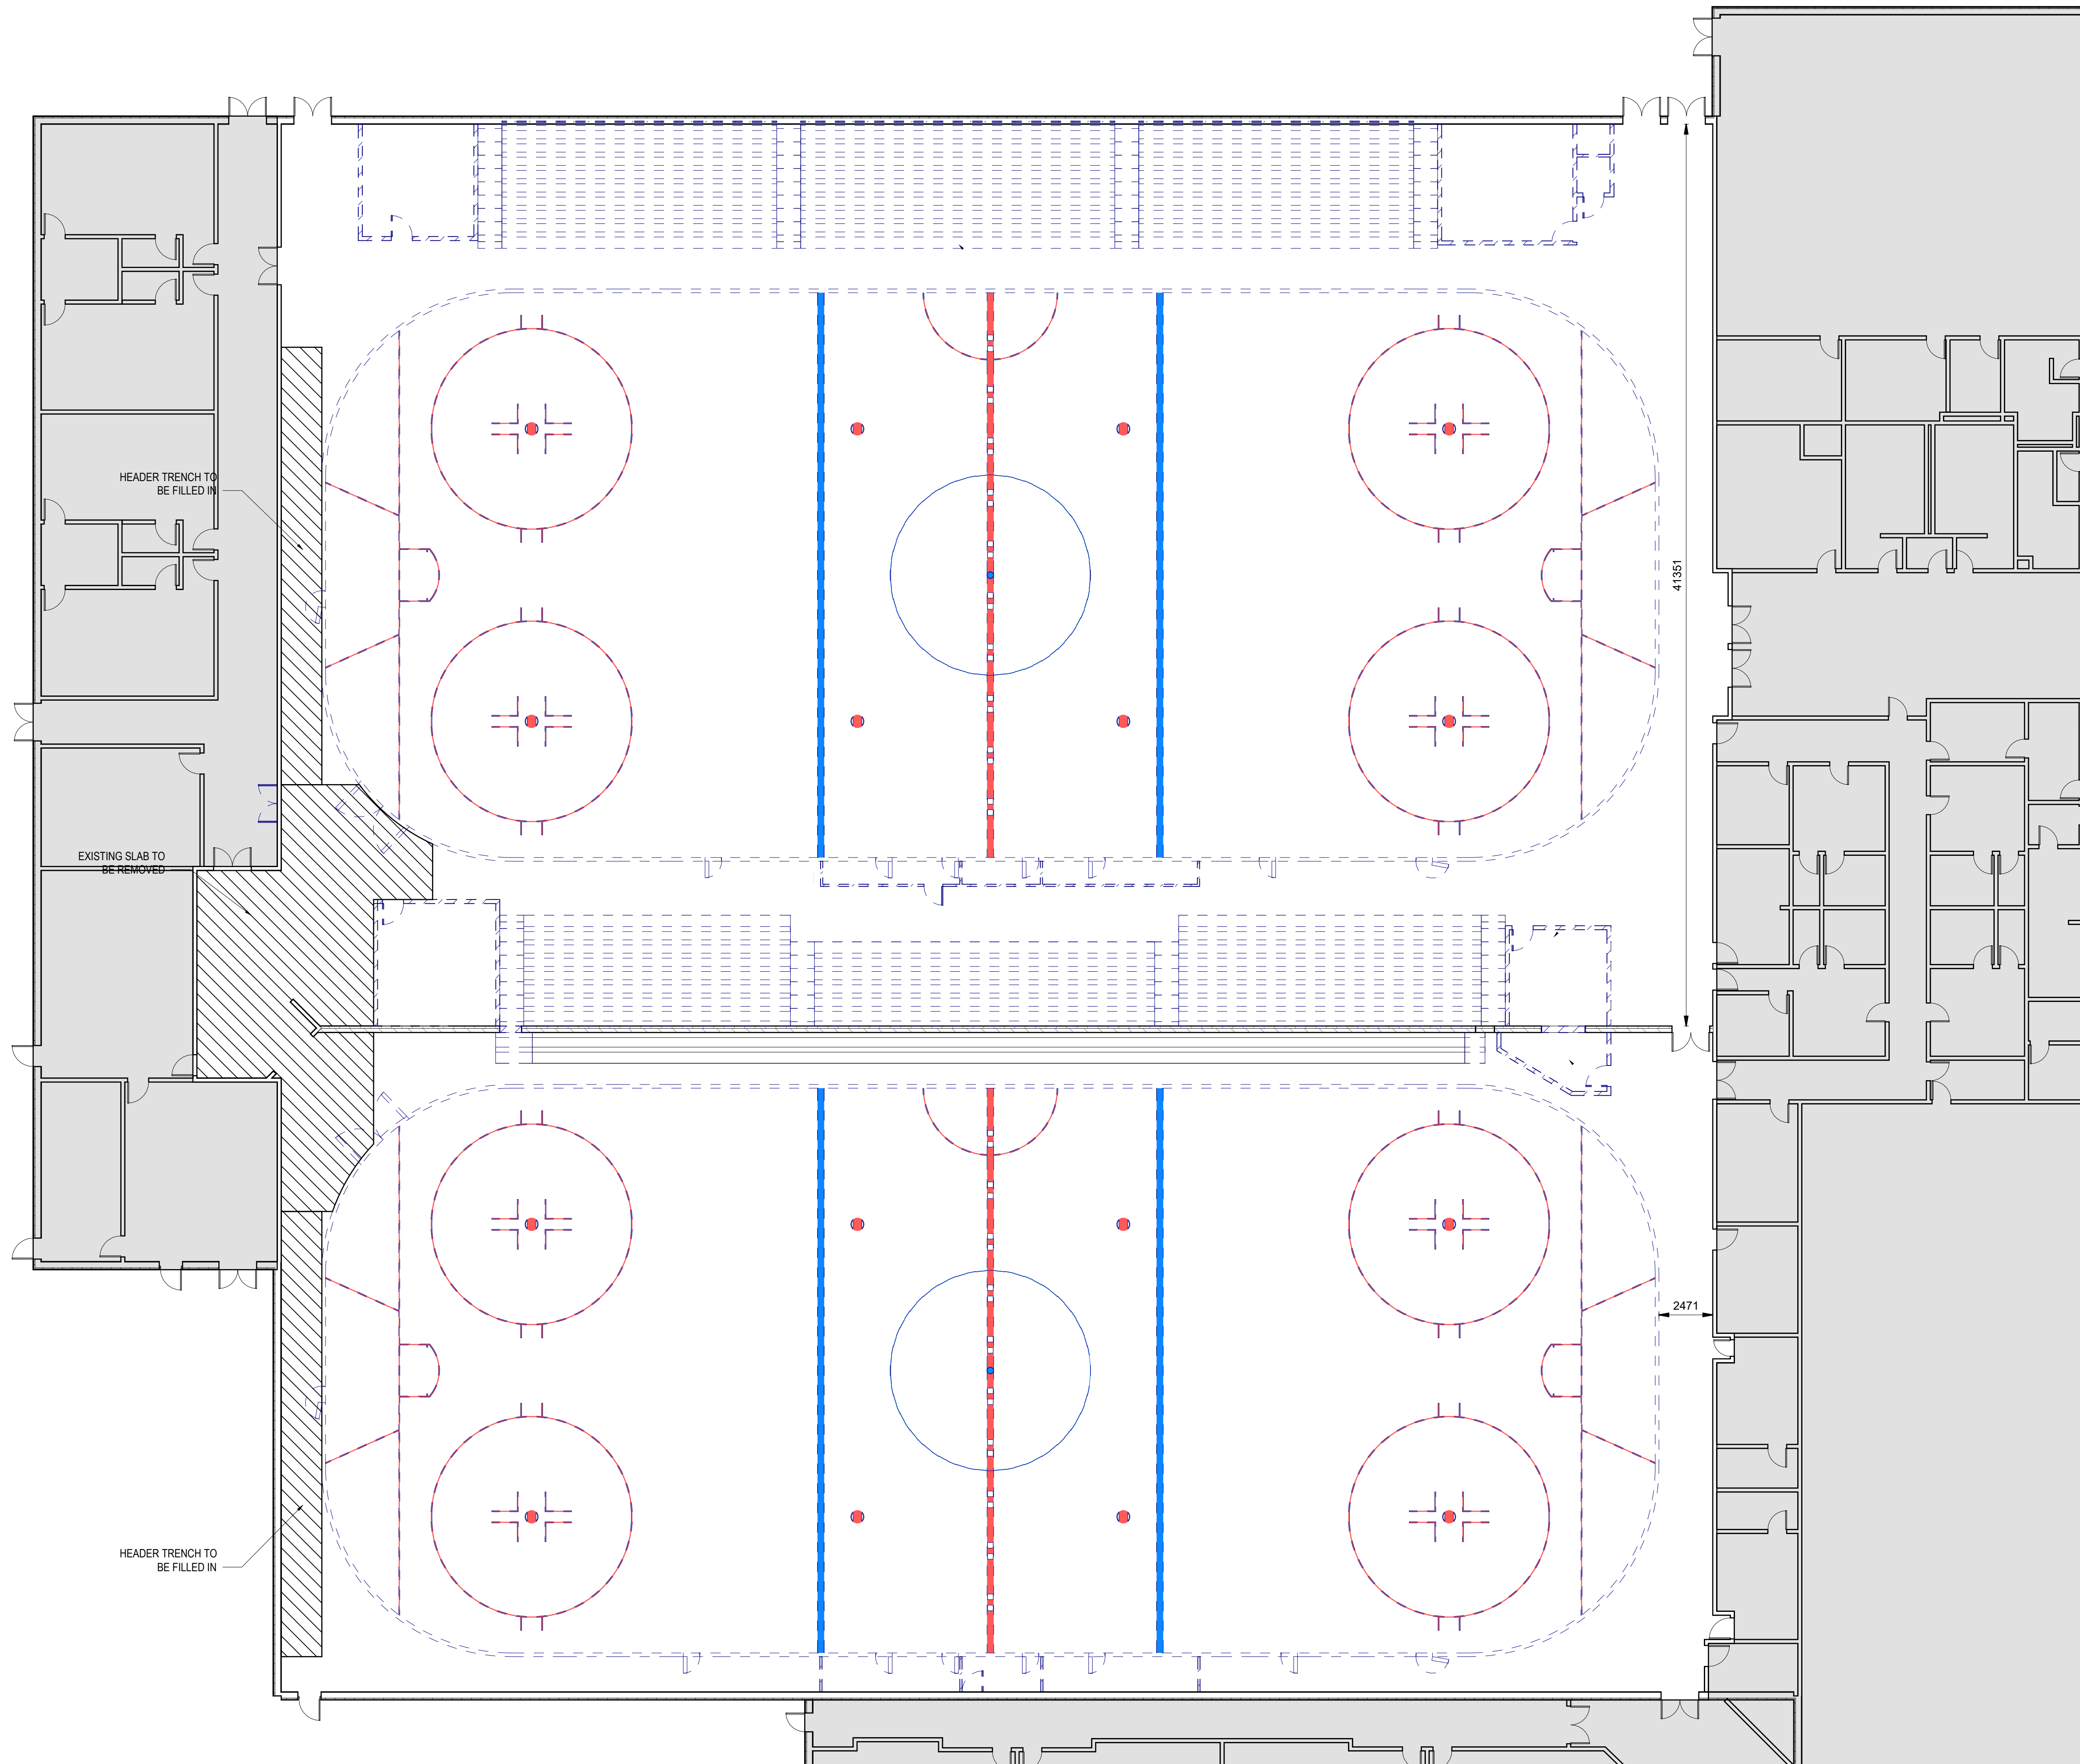 HEADER TRENCH TO
BE FILLED IN
41351
EXISTING SLAB TO
BE REMOVED
2471
HEADER TRENCH TO
BE FILLED IN